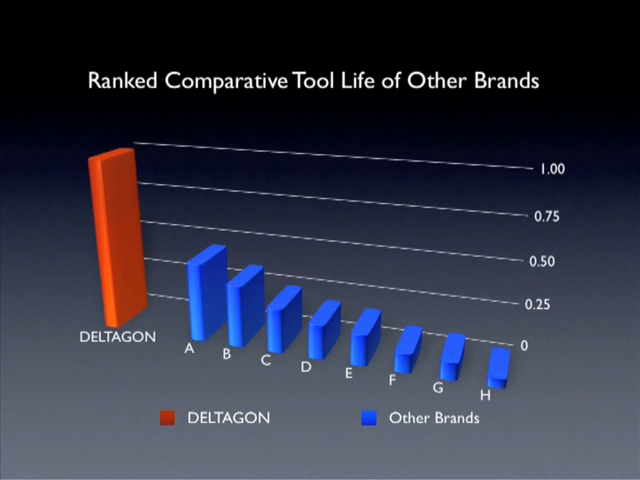 Ranked Comparative Tool Life of Other Brands
1.00
0.75
0.50
0.25
0
DELTAGON
A
B
C
D
E
F
G
H
DELTAGON
Other Brands